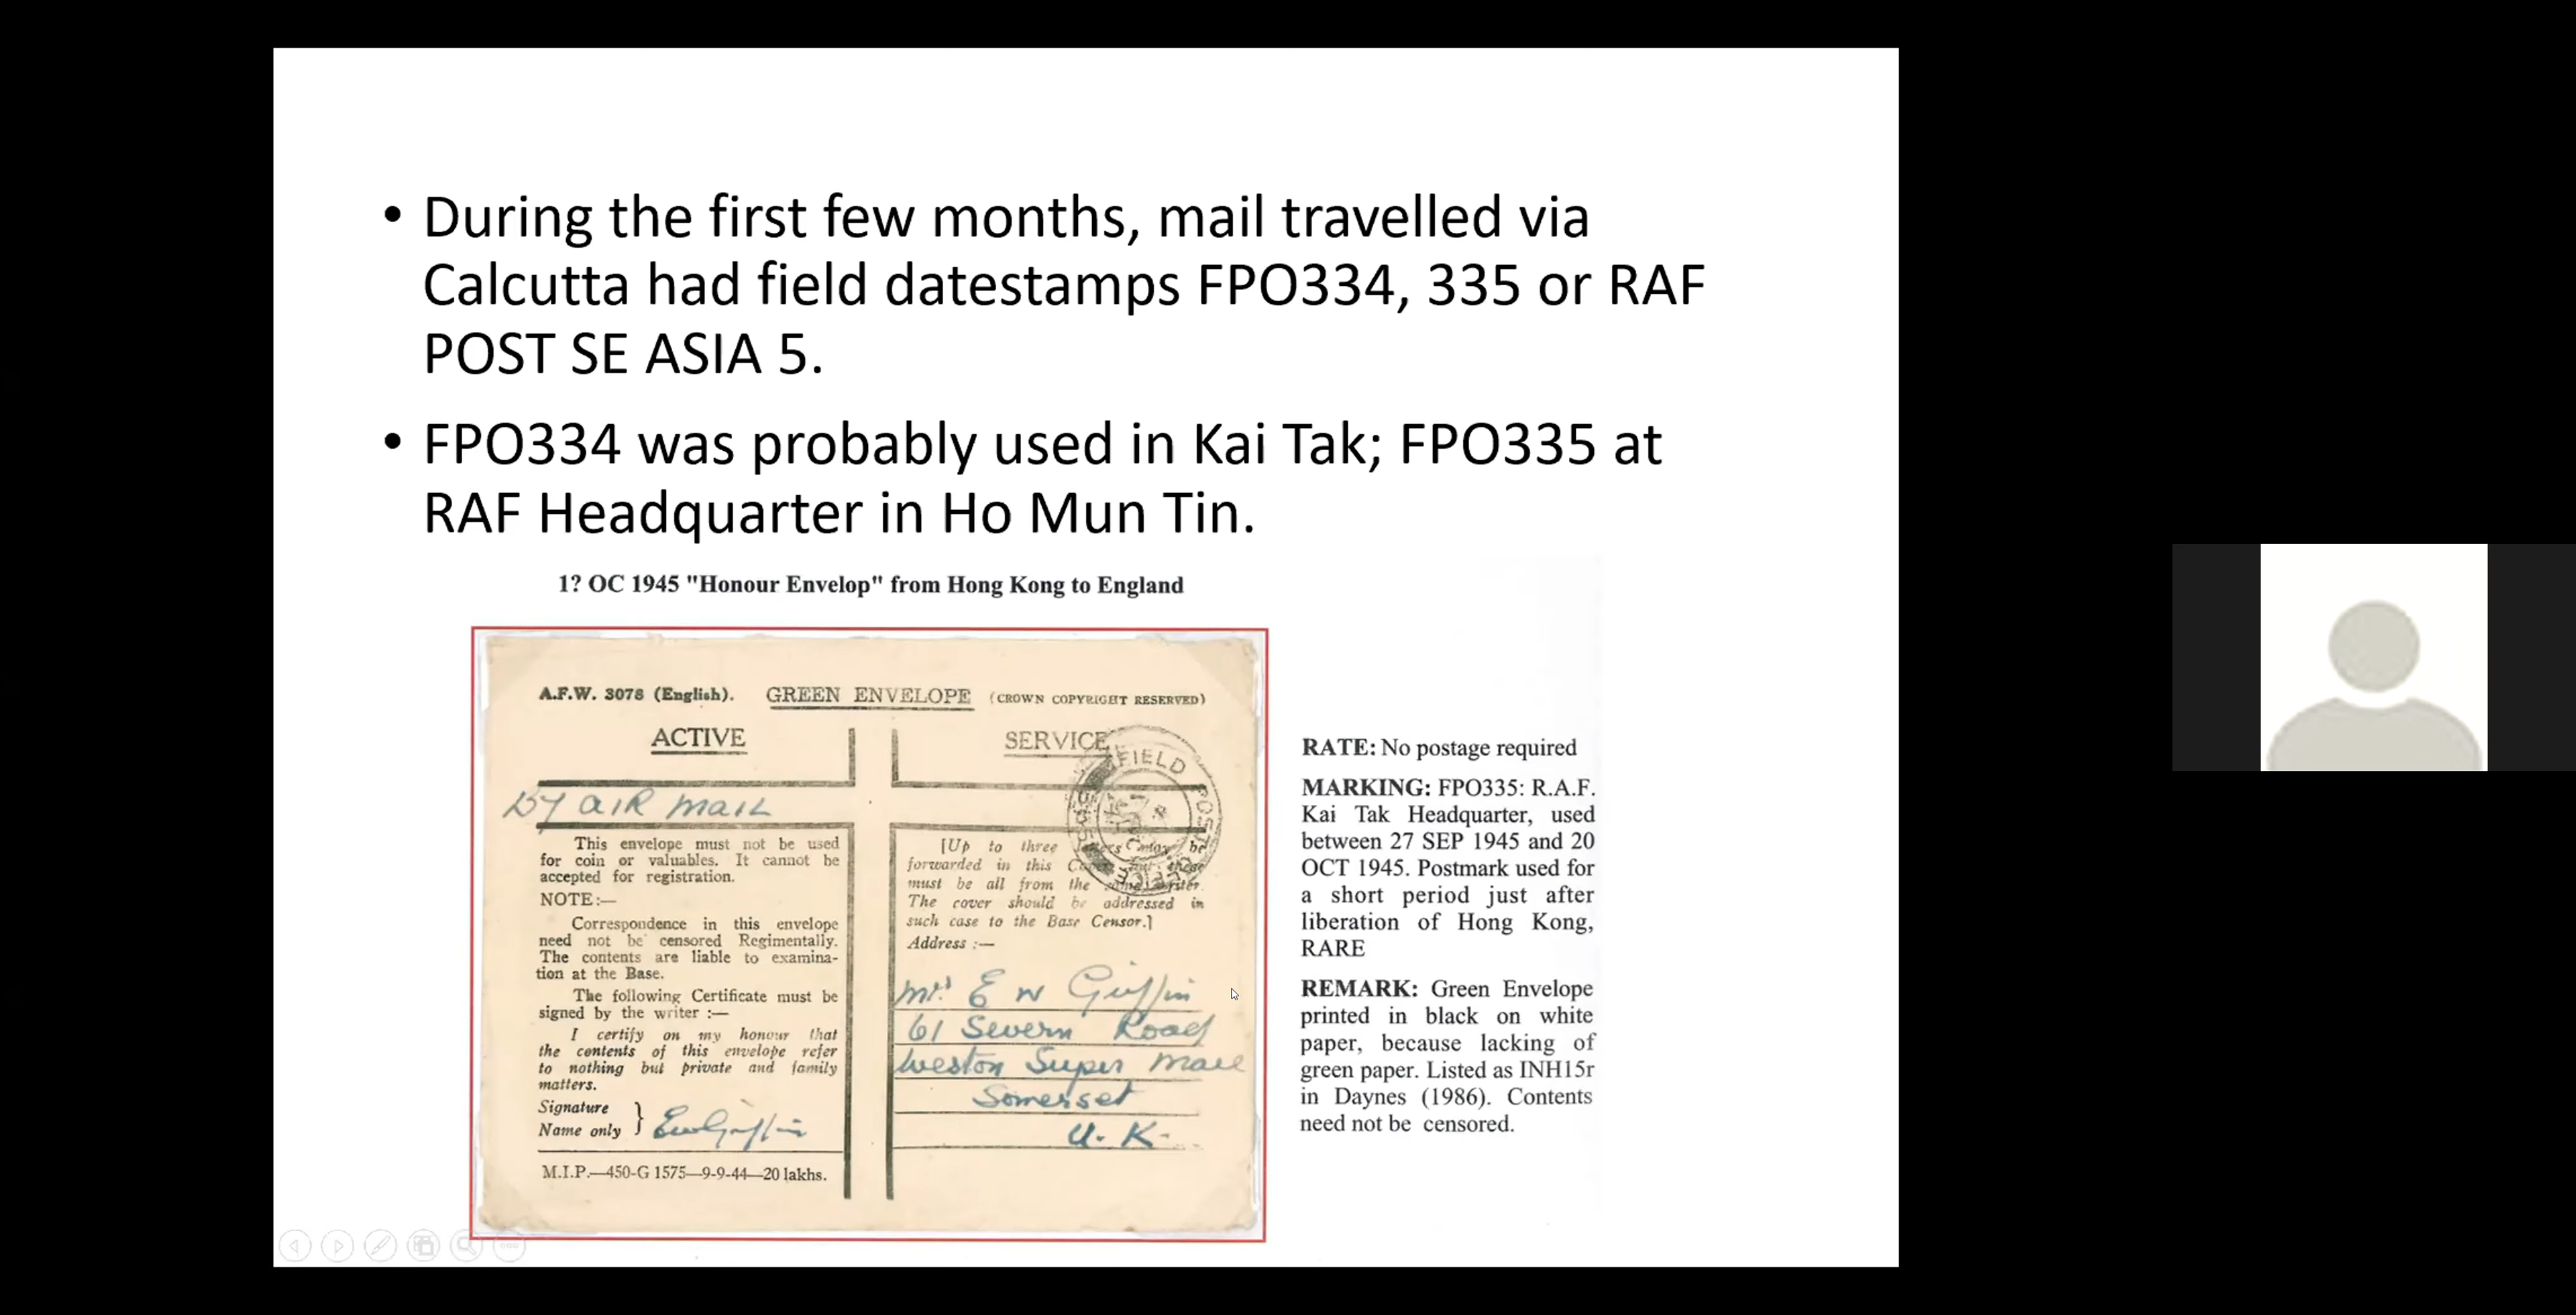 • During the first few months, mail travelled via
Calcutta had field datestamps FPO334, 335 or RAF
POST SE ASIA 5.
• FPO334 was probably used in Kai Tak; FPO335 at
RAF Headquarter in Ho Mun Tin.
1? OC 1945 "Honour Envelop" from Hong Kong to England
A.F.W. 3078 (English). GREEN ENVELOPE (CROWN COPYRIGHT RESERVED)
ACTIVE SERVICE
FIELD POST OFFICE
By AIR MAIL
This envelope must not be used
for coin or valuables. It cannot be
accepted for registration.
NOTE:—
Correspondence in this envelope
need not be censored Regimentally.
The contents are liable to examina-
tion at the Base.
The following Certificate must be
signed by the writer :—
I certify on my honour that
the contents of this envelope refer
to nothing but private and family
matters.
Signature
Name only } EW Griffin
M.I.P.—450-G 1575—9-9-44—20 lakhs.
[Up to three may be
forwarded in this these
must be all from the
The cover should be addressed in
such case to the Base Censor.]
Address :—
Mrs E W Griffin
61 Severn Road
Weston Super Mare
Somerset
U.K.
RATE: No postage required
MARKING: FPO335: R.A.F.
Kai Tak Headquarter, used
between 27 SEP 1945 and 20
OCT 1945. Postmark used for
a short period just after
liberation of Hong Kong,
RARE
REMARK: Green Envelope
printed in black on white
paper, because lacking of
green paper. Listed as INH15r
in Daynes (1986). Contents
need not be censored.